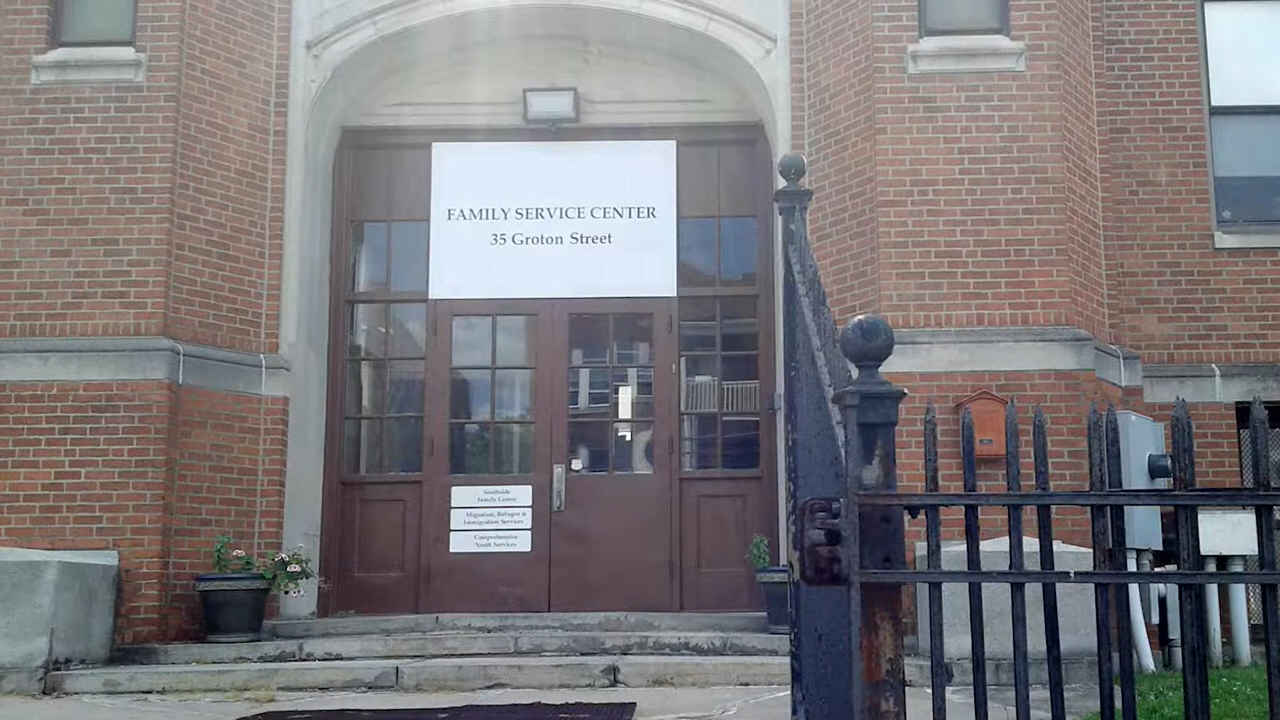 FAMILY SERVICE CENTER
35 Groton Street
Southside
Family Center
Migration, Refugee &
Immigration Services
Comprehensive
Youth Services